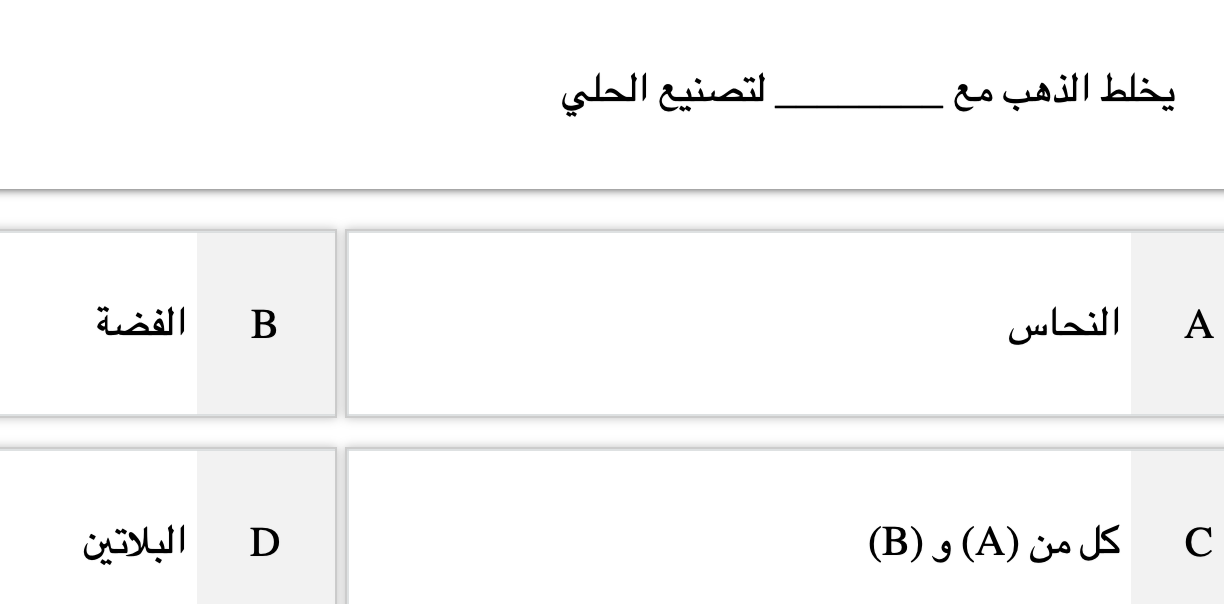 يخلط الذهب مع ________ لتصنيع الحلي
A النحاس
B الفضة
C كل من (A) و (B)
D البلاتين